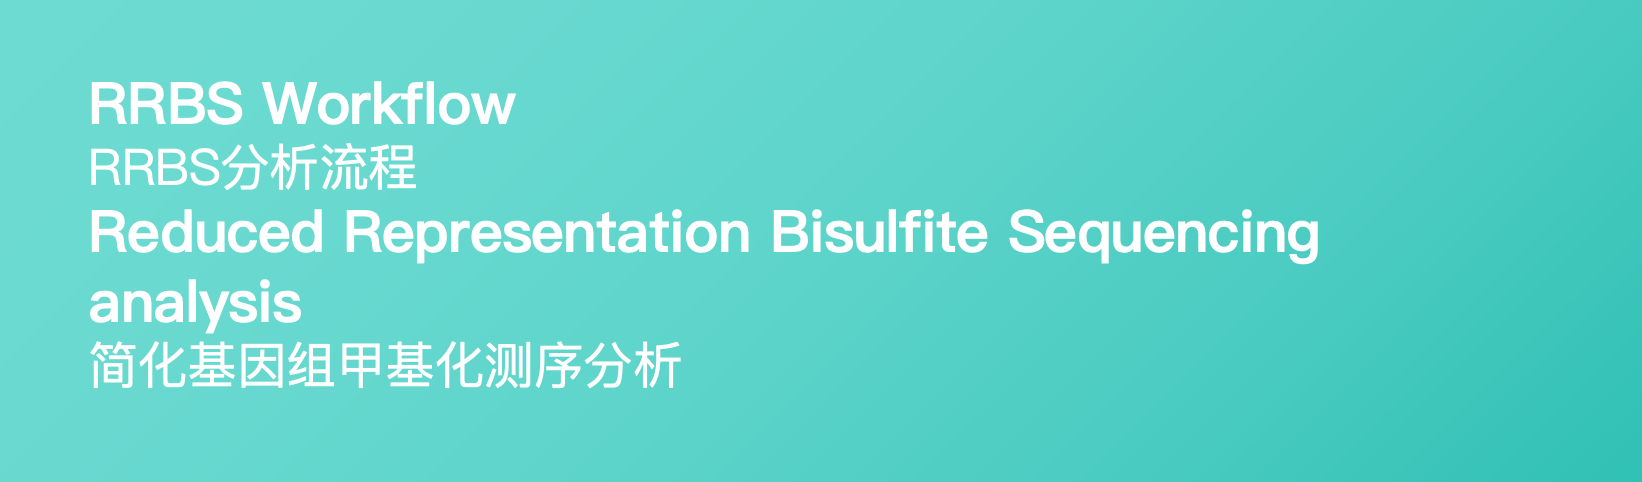 RRBS Workflow
RRBS分析流程
Reduced Representation Bisulfite Sequencing
analysis
简化基因组甲基化测序分析